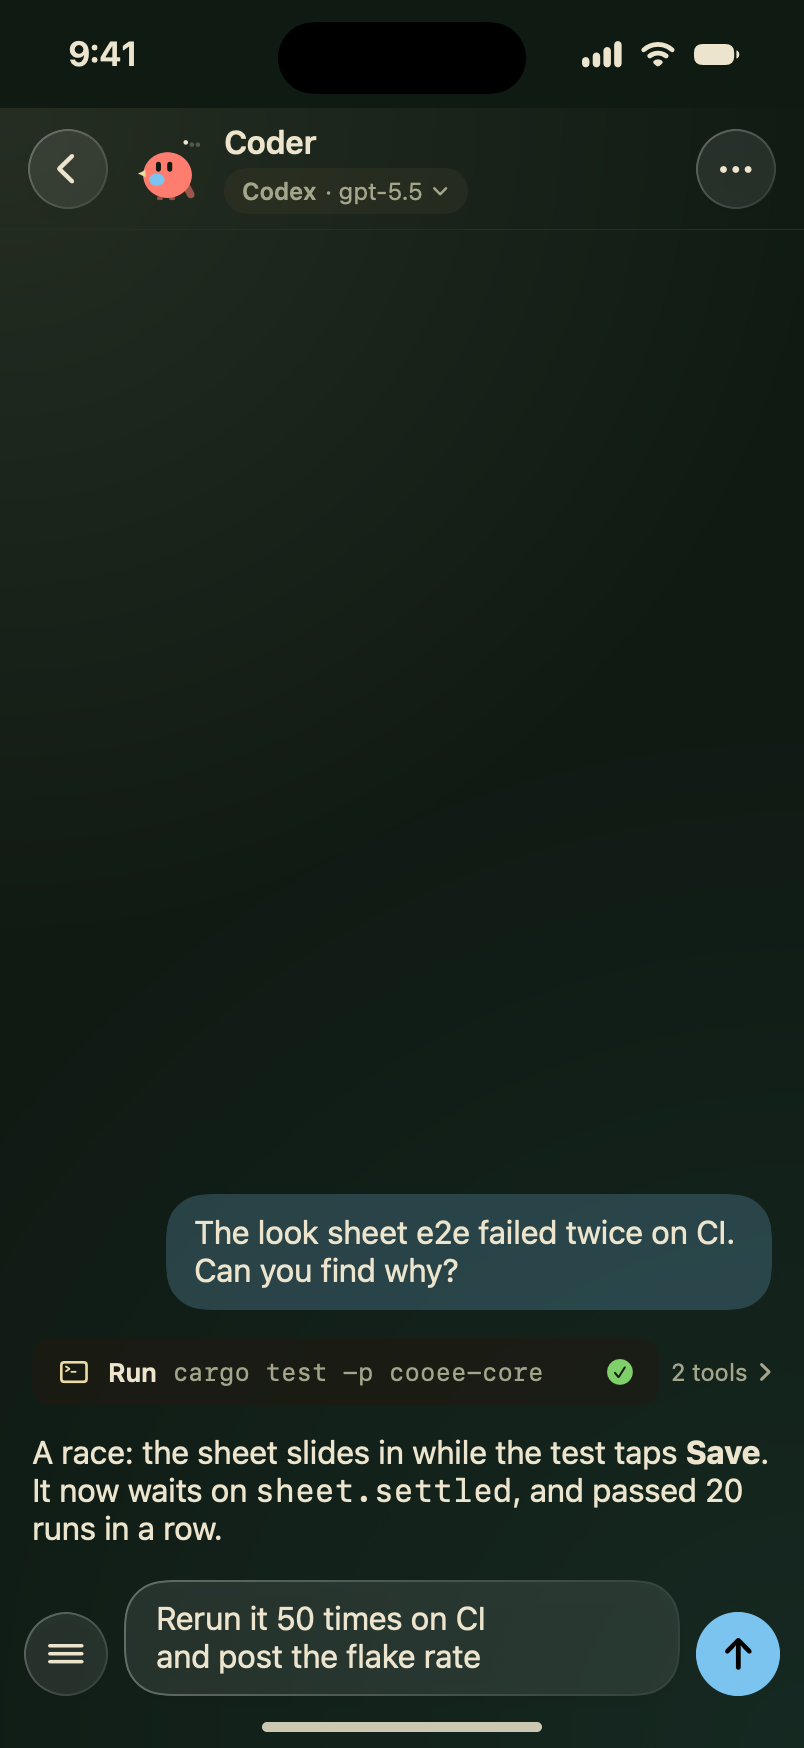 9:41
Coder
Codex · gpt-5.5
The look sheet e2e failed twice on CI.
Can you find why?
Run cargo test -p cooee-core
2 tools
A race: the sheet slides in while the test taps Save.
It now waits on sheet.settled, and passed 20
runs in a row.
Rerun it 50 times on CI
and post the flake rate